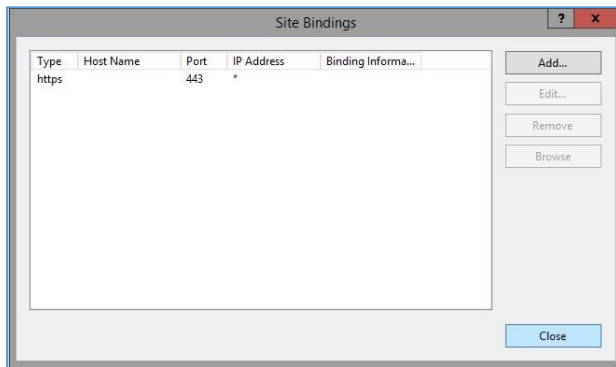 Site Bindings
? x
Type Host Name Port IP Address Binding Informa... Add...
https 443 *
Edit...
Remove
Browse
Close